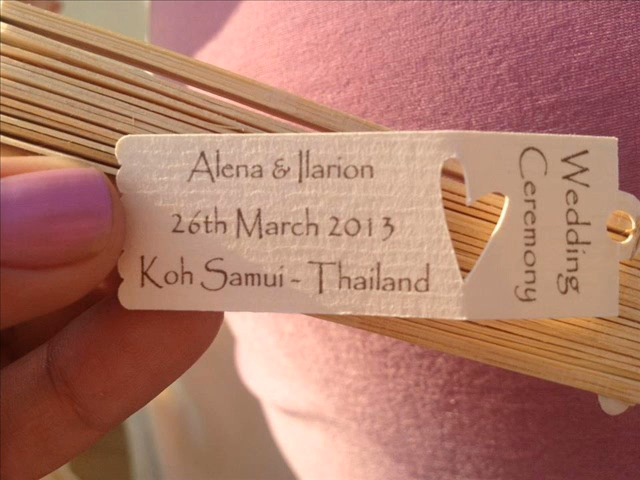 Alena & Ilarion
26th March 2013
Koh Samui - Thailand
Wedding
Ceremony